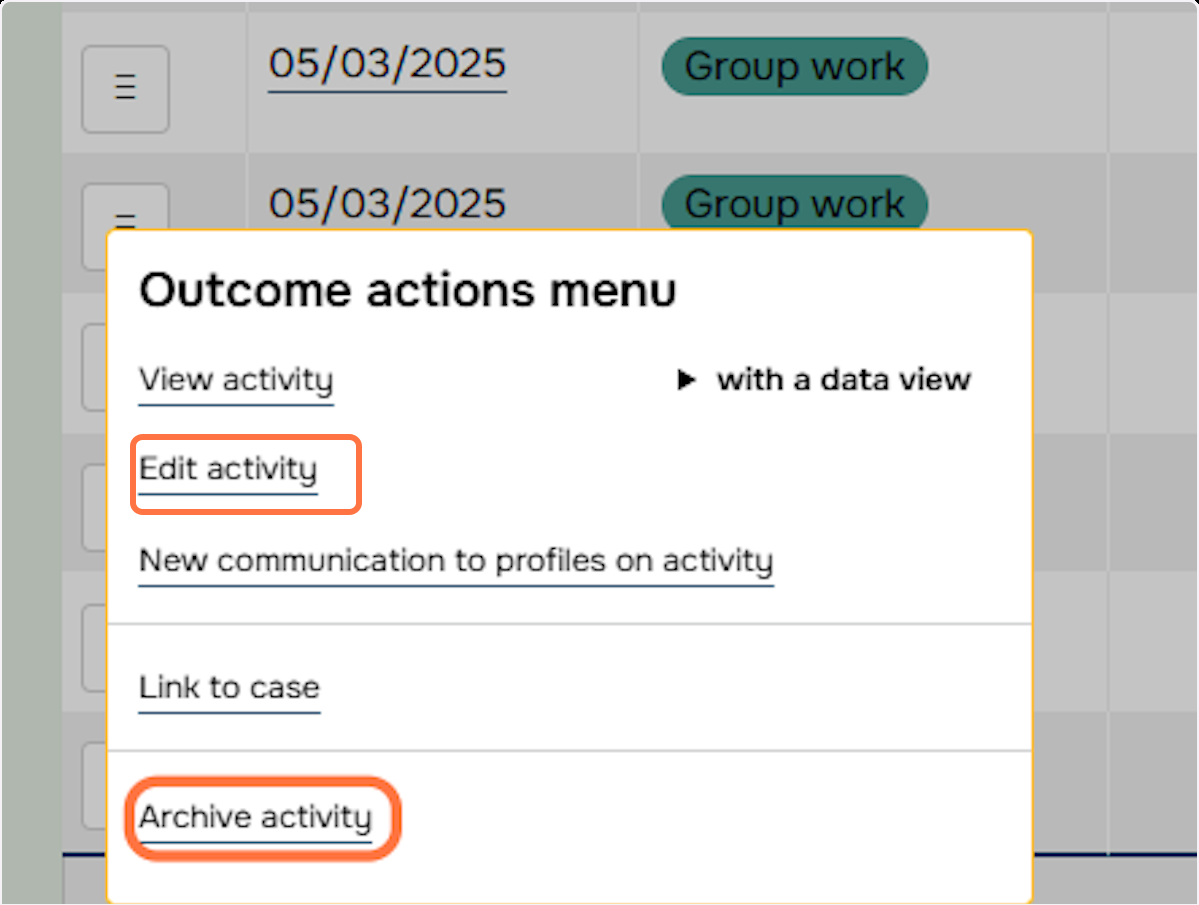 05/03/2025 Group work
05/03/2025 Group work
Outcome actions menu
View activity ▶ with a data view
Edit activity
New communication to profiles on activity
Link to case
Archive activity